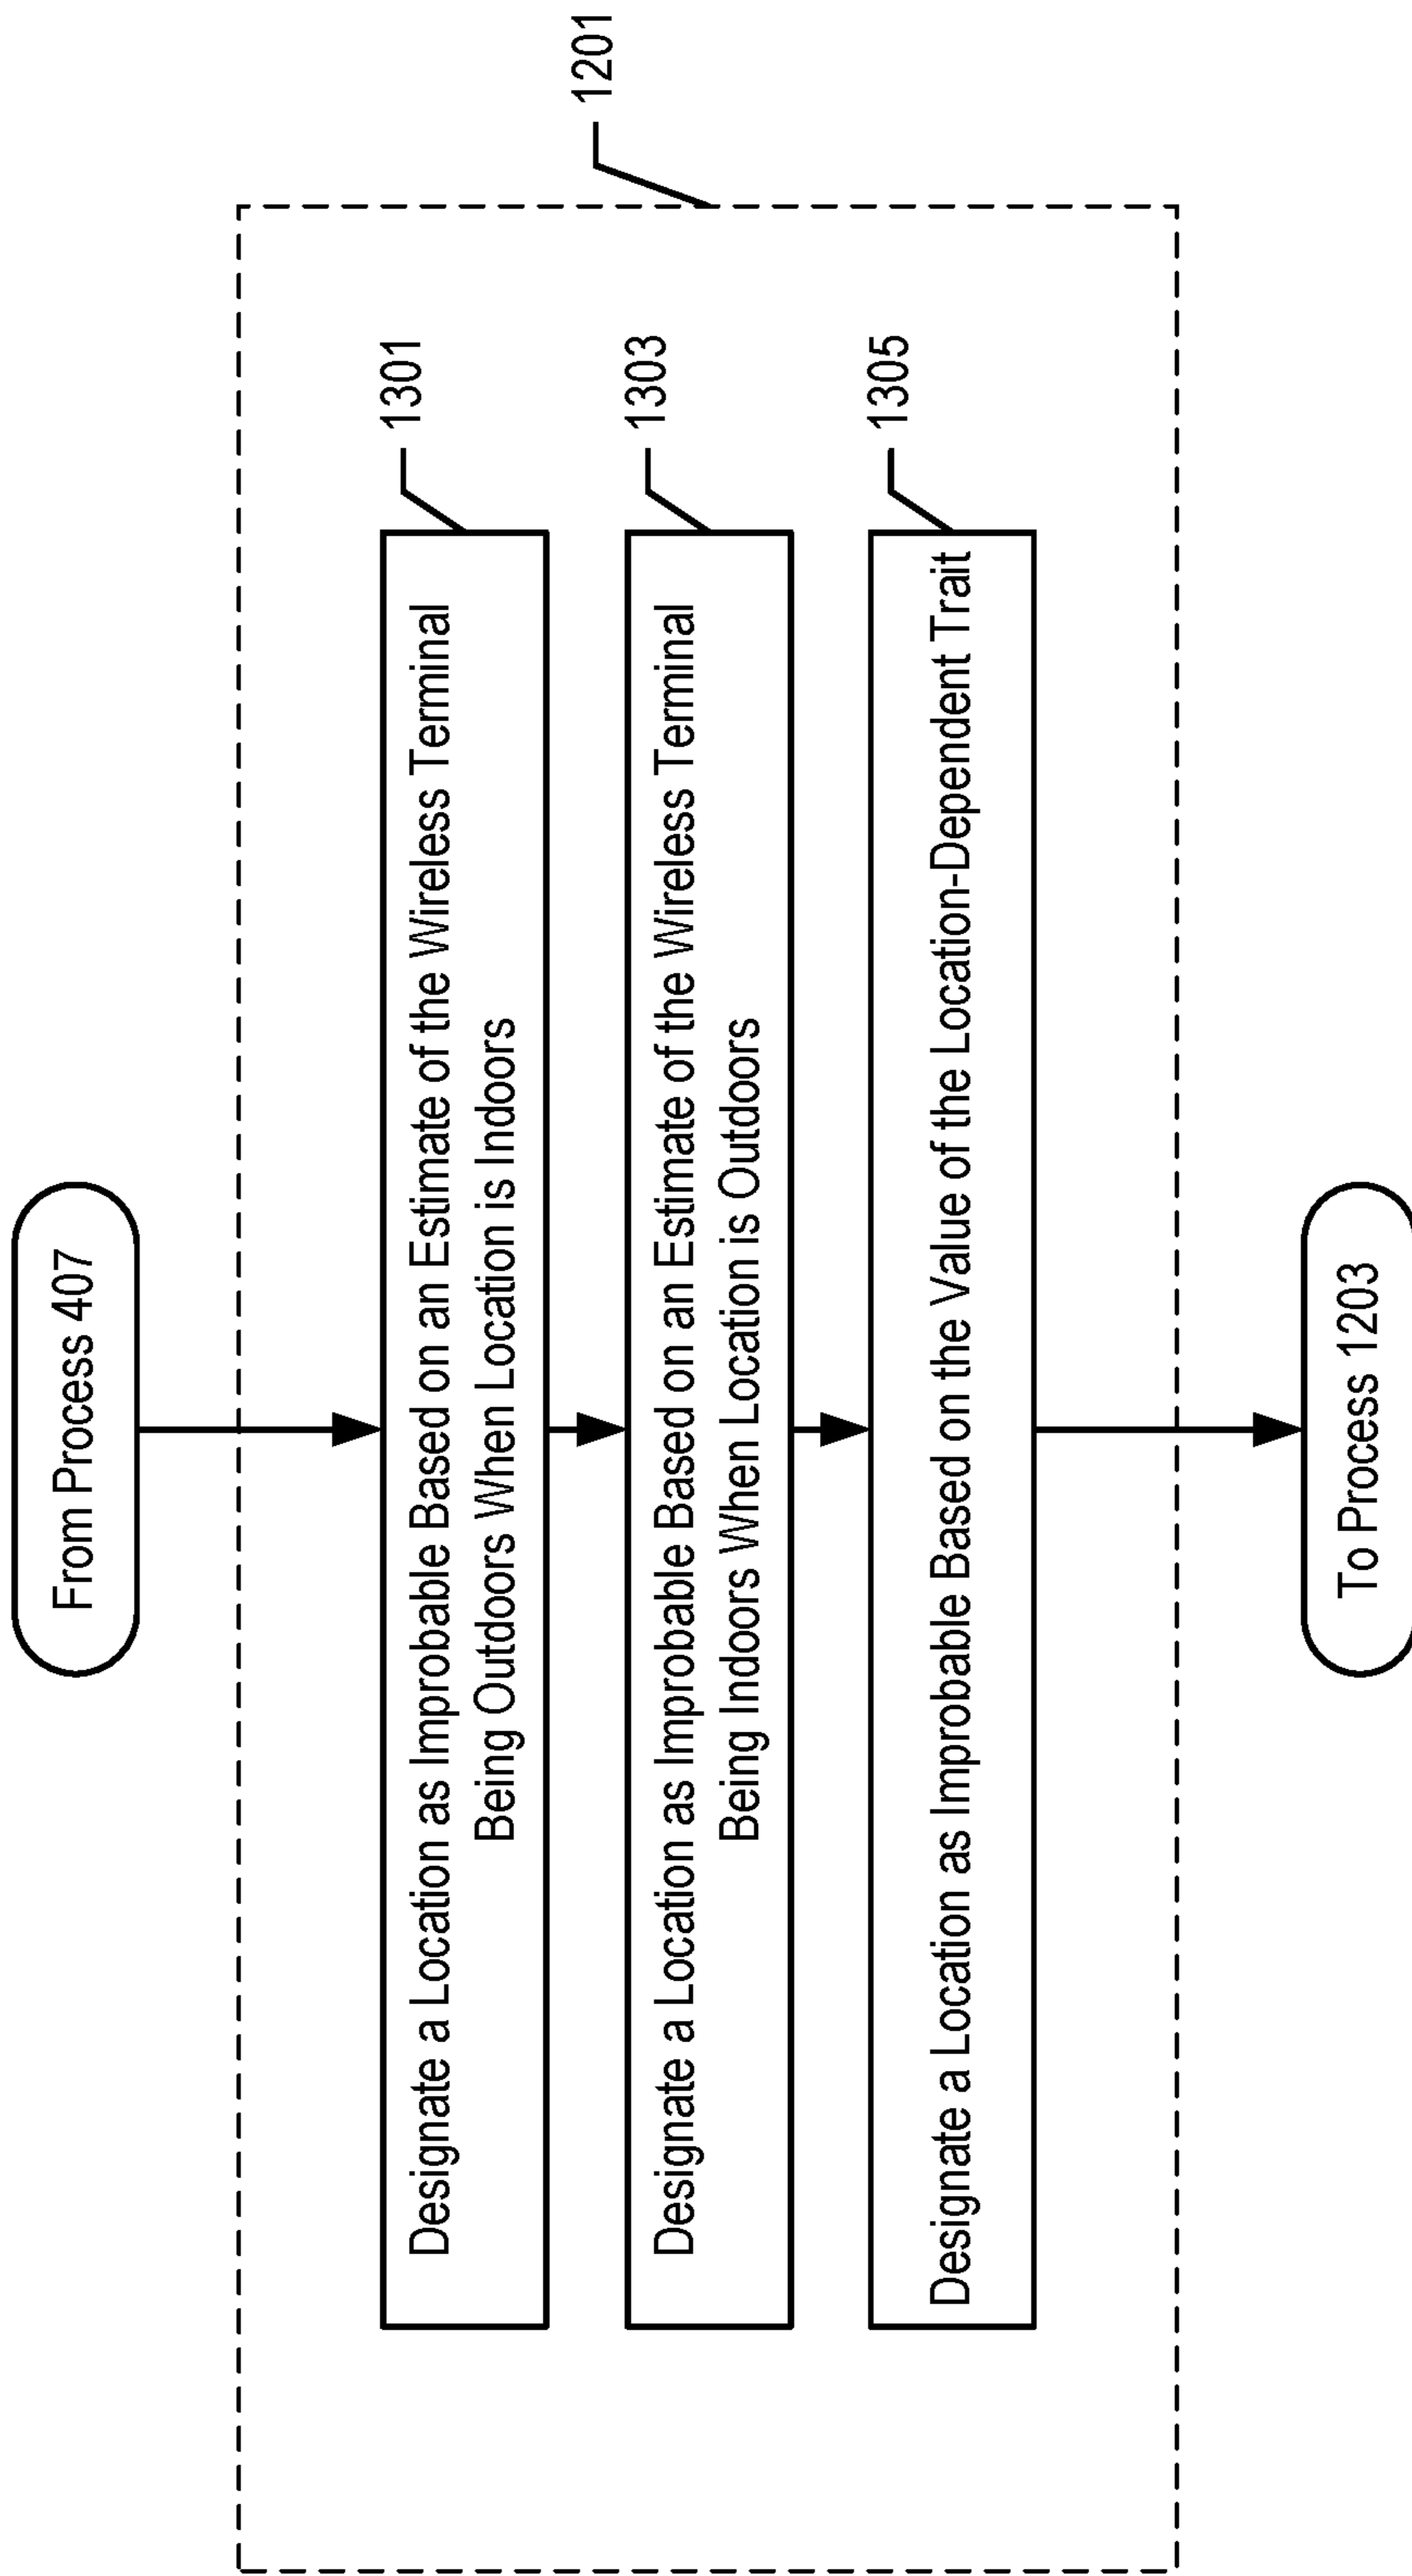 From Process 407
1201
1301
Designate a Location as Improbable Based on an Estimate of the Wireless Terminal
Being Outdoors When Location is Indoors
1303
Designate a Location as Improbable Based on an Estimate of the Wireless Terminal
Being Indoors When Location is Outdoors
1305
Designate a Location as Improbable Based on the Value of the Location-Dependent Trait
To Process 1203